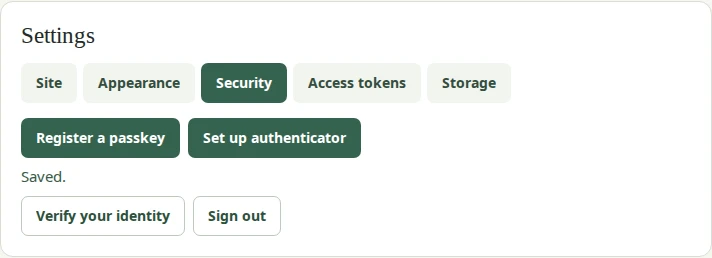 Settings
Site Appearance Security Access tokens Storage
Register a passkey Set up authenticator
Saved.
Verify your identity Sign out